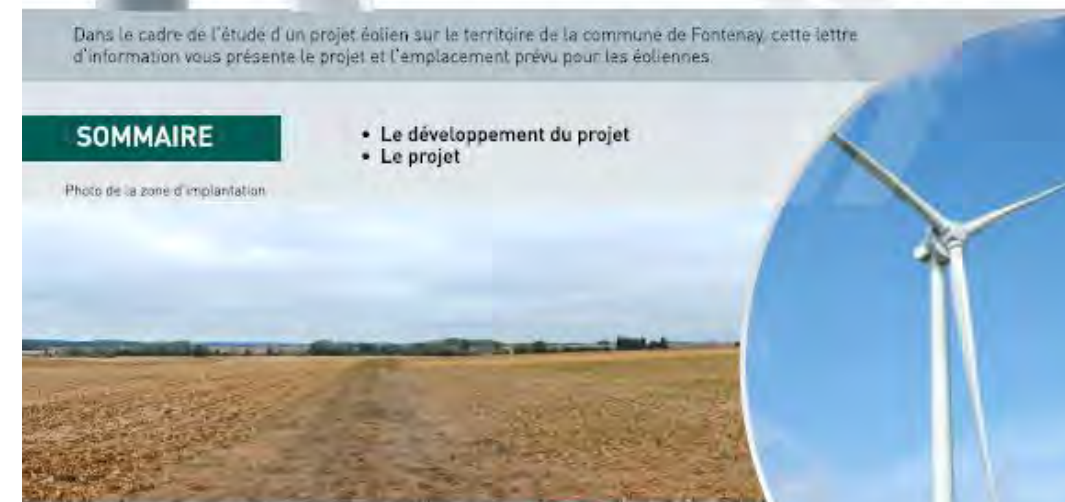 Dans le cadre de l'étude d'un projet éolien sur le territoire de la commune de Fontenay, cette lettre
d'information vous présente le projet et l'emplacement prévu pour les éoliennes.
SOMMAIRE
• Le développement du projet
• Le projet
Photo de la zone d'implantation